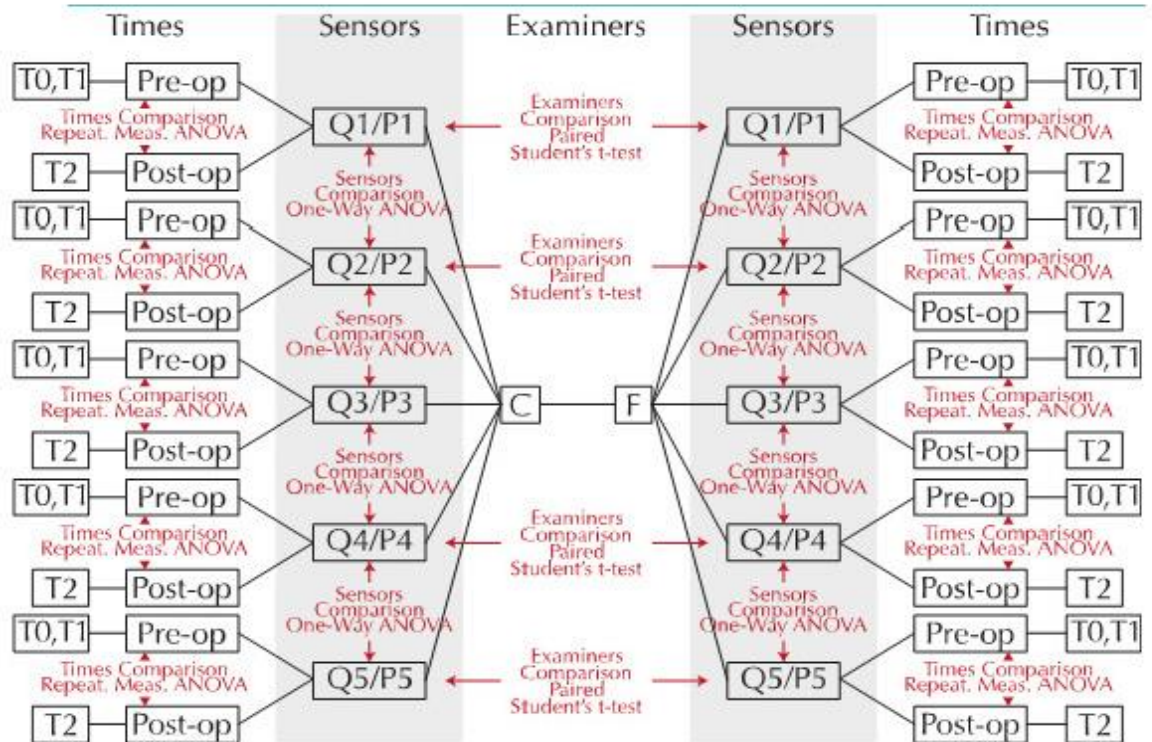 Times Sensors Examiners Sensors Times
T0,T1 Pre-op Pre-op T0,T1
Times Comparison
Repeat. Meas. ANOVA
Q1/P1
Examiners
Comparison
Paired
Student's t-test
Q1/P1
Times Comparison
Repeat. Meas. ANOVA
T2 Post-op Post-op T2
Sensors
Comparison
One-Way ANOVA
Sensors
Comparison
One-Way ANOVA
T0,T1 Pre-op Pre-op T0,T1
Times Comparison
Repeat. Meas. ANOVA
Q2/P2
Examiners
Comparison
Paired
Student's t-test
Q2/P2
Times Comparison
Repeat. Meas. ANOVA
T2 Post-op Post-op T2
Sensors
Comparison
One-Way ANOVA
Sensors
Comparison
One-Way ANOVA
T0,T1 Pre-op Pre-op T0,T1
Times Comparison
Repeat. Meas. ANOVA
Q3/P3 C F Q3/P3
Times Comparison
Repeat. Meas. ANOVA
T2 Post-op Post-op T2
Sensors
Comparison
One-Way ANOVA
Sensors
Comparison
One-Way ANOVA
T0,T1 Pre-op Pre-op T0,T1
Times Comparison
Repeat. Meas. ANOVA
Q4/P4
Examiners
Comparison
Paired
Student's t-test
Q4/P4
Times Comparison
Repeat. Meas. ANOVA
T2 Post-op Post-op T2
Sensors
Comparison
One-Way ANOVA
Sensors
Comparison
One-Way ANOVA
T0,T1 Pre-op Pre-op T0,T1
Times Comparison
Repeat. Meas. ANOVA
Q5/P5
Examiners
Comparison
Paired
Student's t-test
Q5/P5
Times Comparison
Repeat. Meas. ANOVA
T2 Post-op Post-op T2